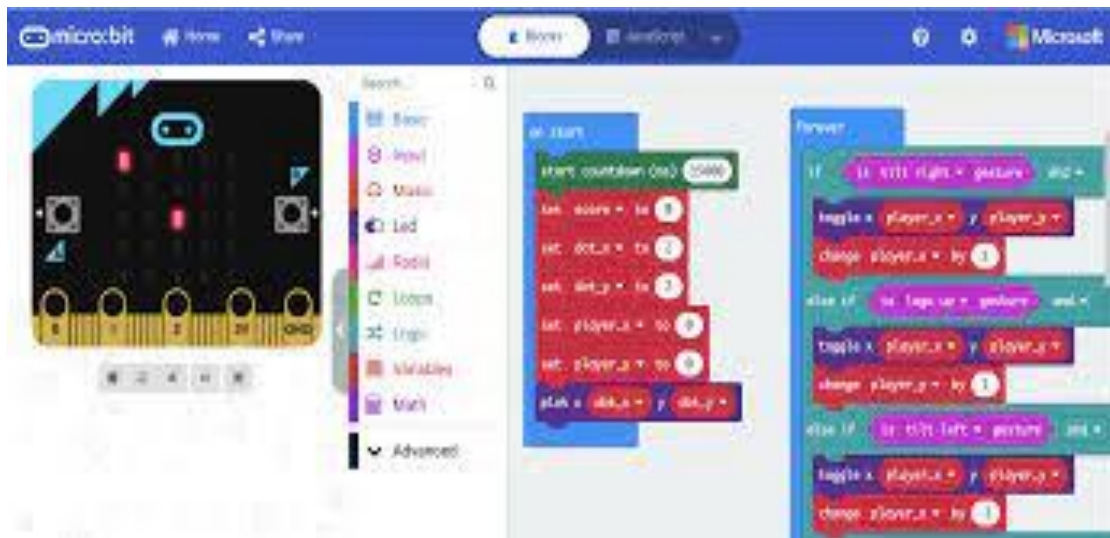 micro:bit Home Share Blocks JavaScript Microsoft
Search...
Basic
Input
Music
Led
Radio
Loops
Logic
Variables
Math
Advanced
0 1 2 3V GND
on start
start countdown (ms) 15000
set score to 0
set dot_x to 2
set dot_y to 2
set player_x to 0
set player_y to 0
plot x dot_x y dot_y
forever
if is tilt right gesture and
toggle x player_x y player_y
change player_x by 1
else if is logo up gesture and
toggle x player_x y player_y
change player_y by 1
else if is tilt left gesture and
toggle x player_x y player_y
change player_x by -1